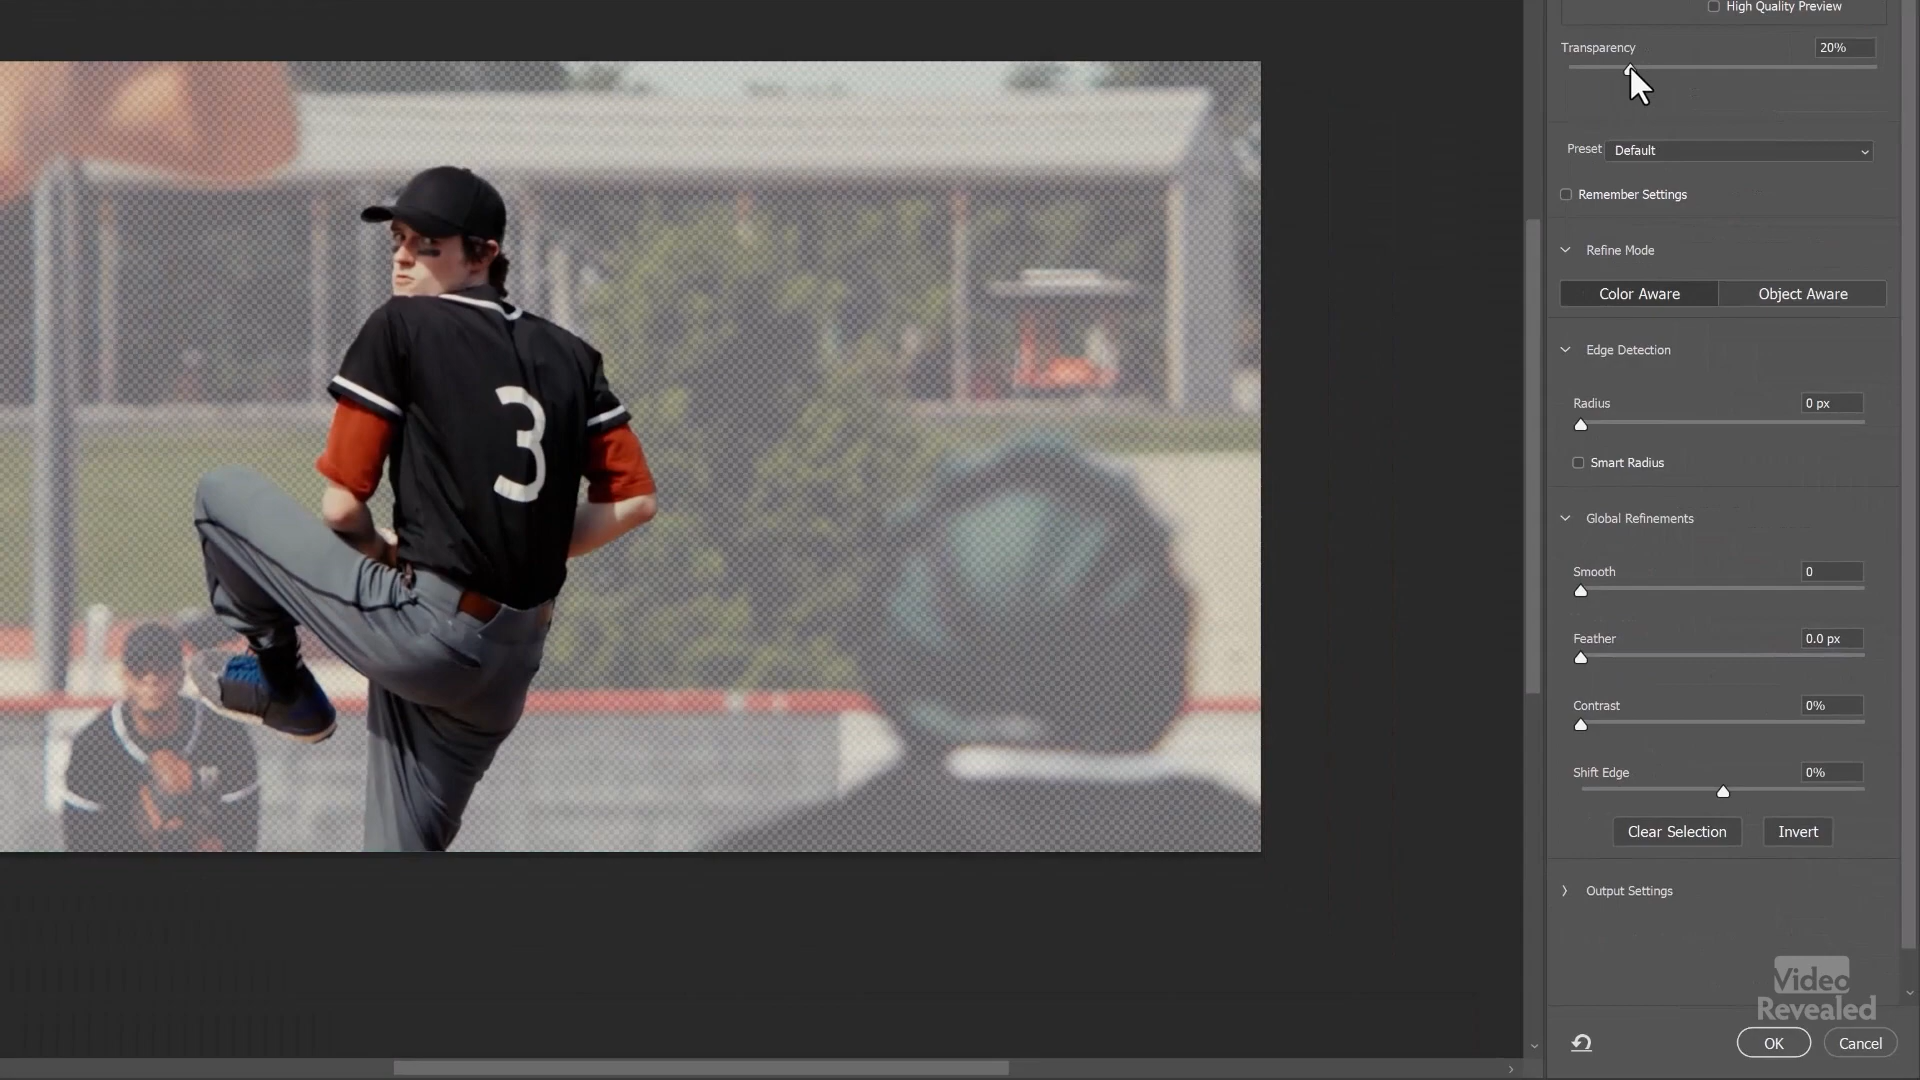 High Quality Preview
Transparency
20%
Preset
Default
Remember Settings
Refine Mode
Color Aware
Object Aware
Edge Detection
Radius
0 px
Smart Radius
Global Refinements
Smooth
0
Feather
0.0 px
Contrast
0%
Shift Edge
0%
Clear Selection
Invert
Output Settings
3
Video
Revealed
OK
Cancel